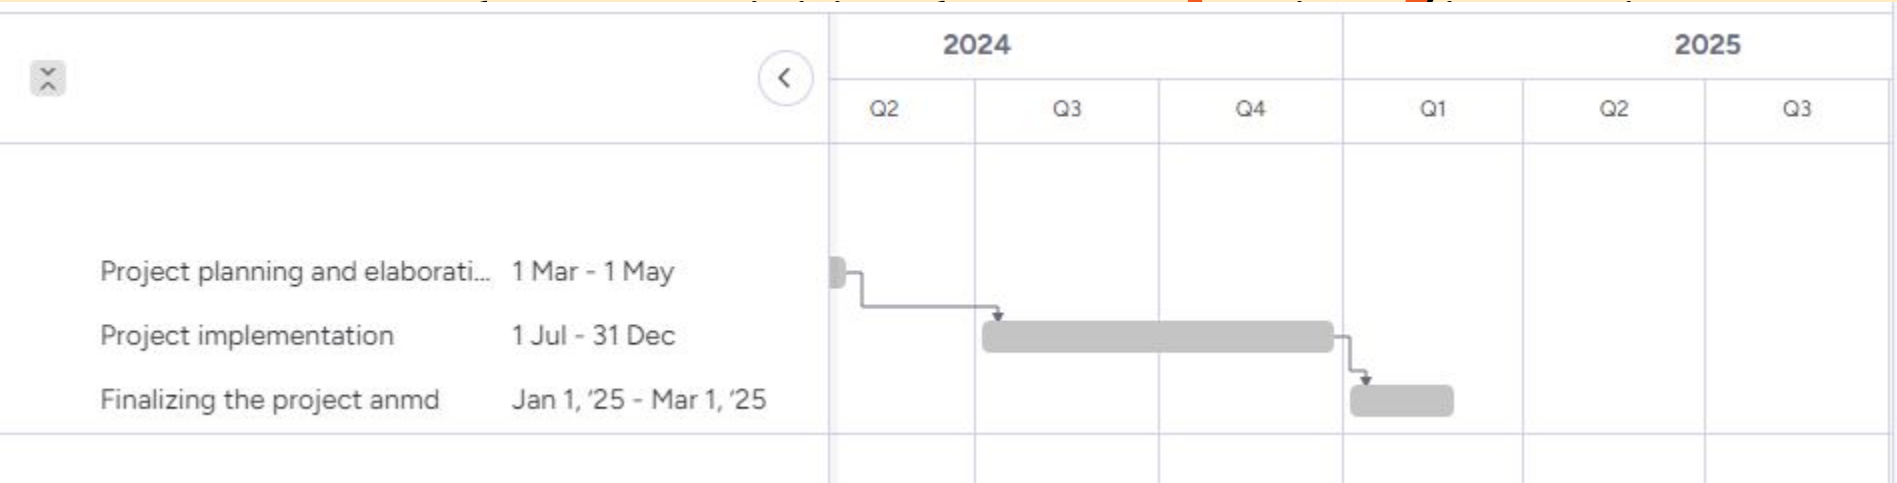 2024 2025
Q2 Q3 Q4 Q1 Q2 Q3
Project planning and elaborati... 1 Mar - 1 May
Project implementation 1 Jul - 31 Dec
Finalizing the project anmd Jan 1, '25 - Mar 1, '25